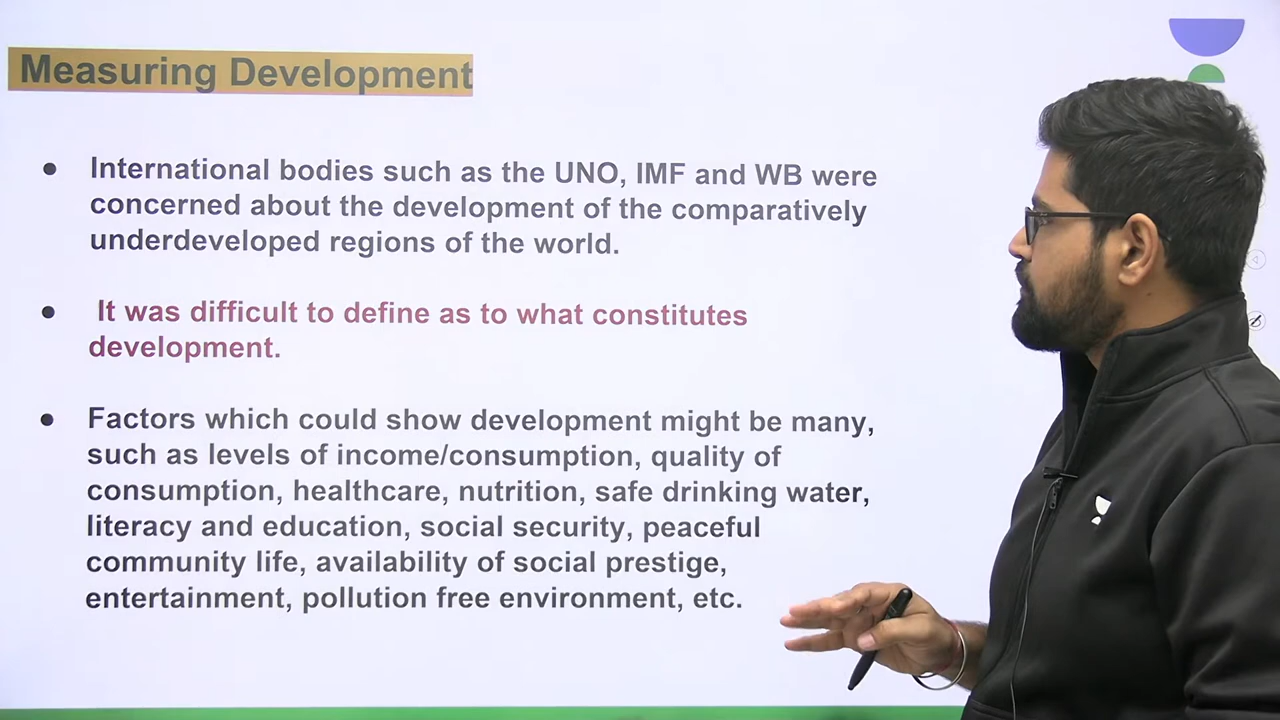 Measuring Development
● International bodies such as the UNO, IMF and WB were
concerned about the development of the comparatively
underdeveloped regions of the world.
● It was difficult to define as to what constitutes
development.
● Factors which could show development might be many,
such as levels of income/consumption, quality of
consumption, healthcare, nutrition, safe drinking water,
literacy and education, social security, peaceful
community life, availability of social prestige,
entertainment, pollution free environment, etc.